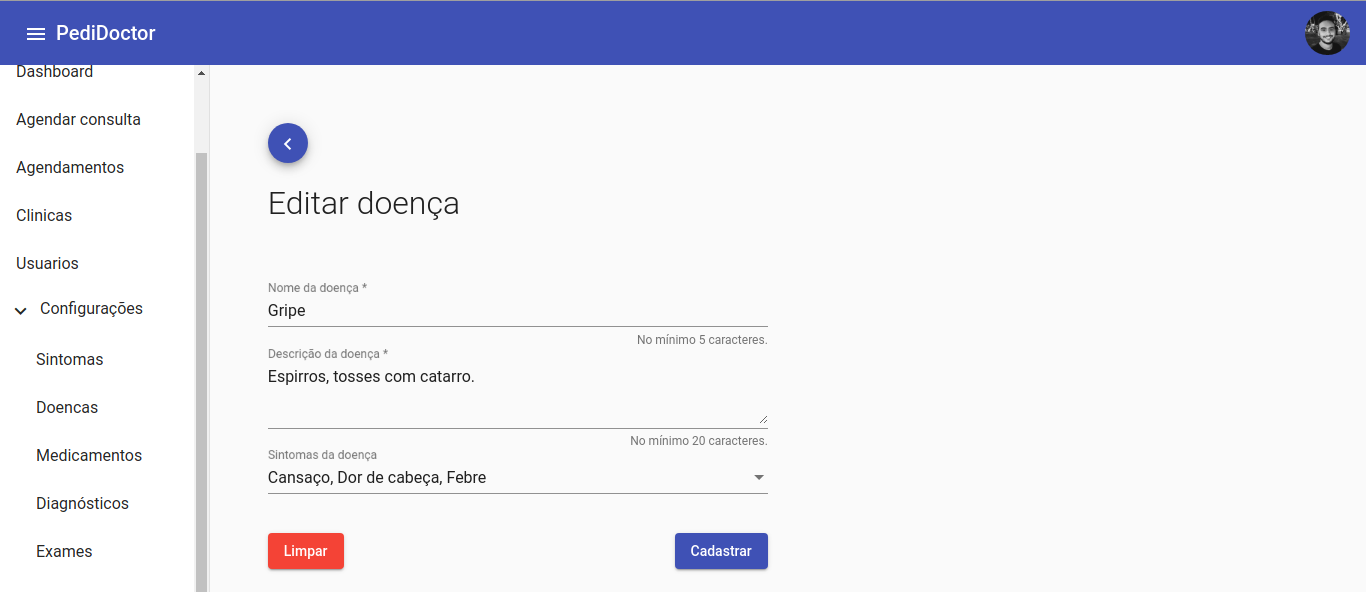 PediDoctor
Dashboard
Agendar consulta
Agendamentos
Clinicas
Usuarios
Configurações
Sintomas
Doencas
Medicamentos
Diagnósticos
Exames
Editar doença
Nome da doença *
Gripe
No mínimo 5 caracteres.
Descrição da doença *
Espirros, tosses com catarro.
No mínimo 20 caracteres.
Sintomas da doença
Cansaço, Dor de cabeça, Febre
Limpar
Cadastrar